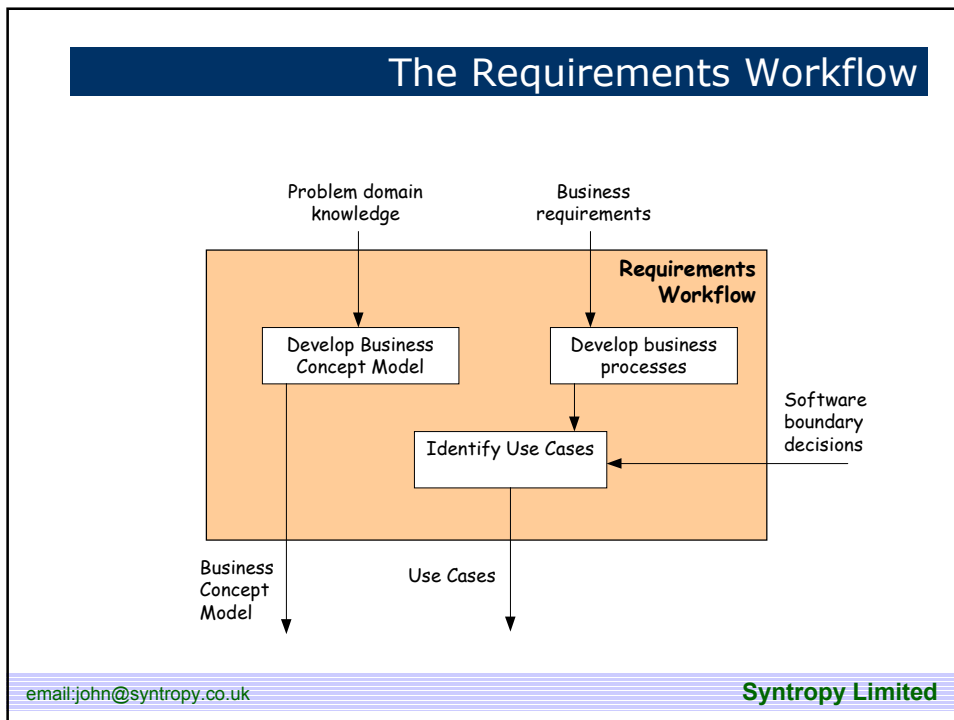 The Requirements Workflow
Problem domain
knowledge
Business
requirements
Requirements
Workflow
Develop Business
Concept Model
Develop business
processes
Software
boundary
decisions
Identify Use Cases
Business
Concept
Model
Use Cases
email:john@syntropy.co.uk
Syntropy Limited